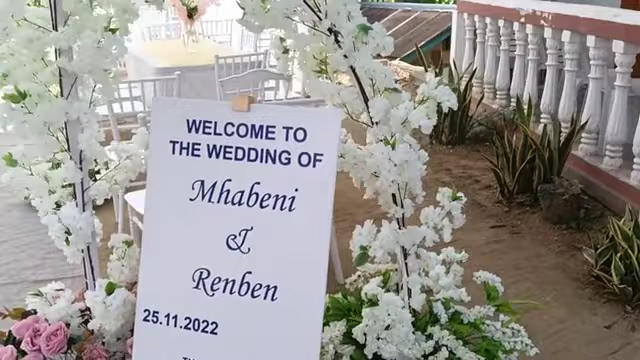 WELCOME TO
THE WEDDING OF
Mhabeni
&
Renben
25.11.2022